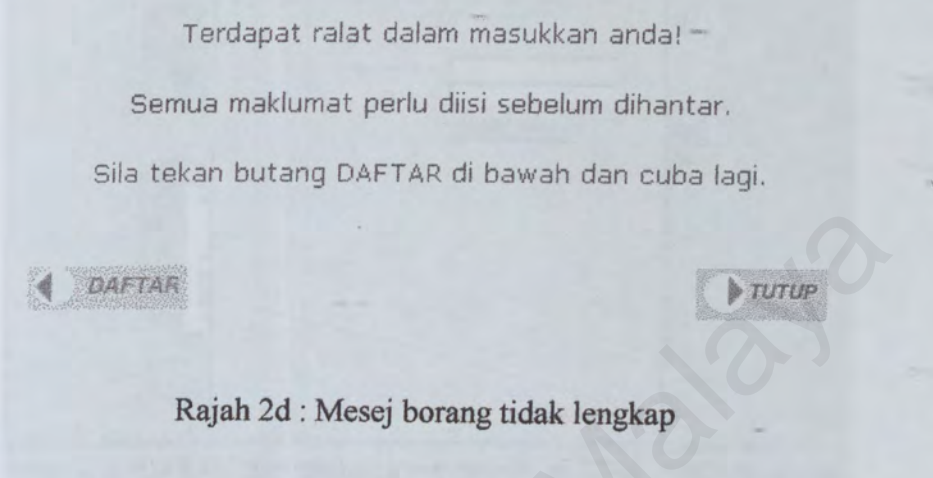 Terdapat ralat dalam masukkan anda!
Semua maklumat perlu diisi sebelum dihantar.
Sila tekan butang DAFTAR di bawah dan cuba lagi.
DAFTAR
TUTUP
Rajah 2d : Mesej borang tidak lengkap
Malaya